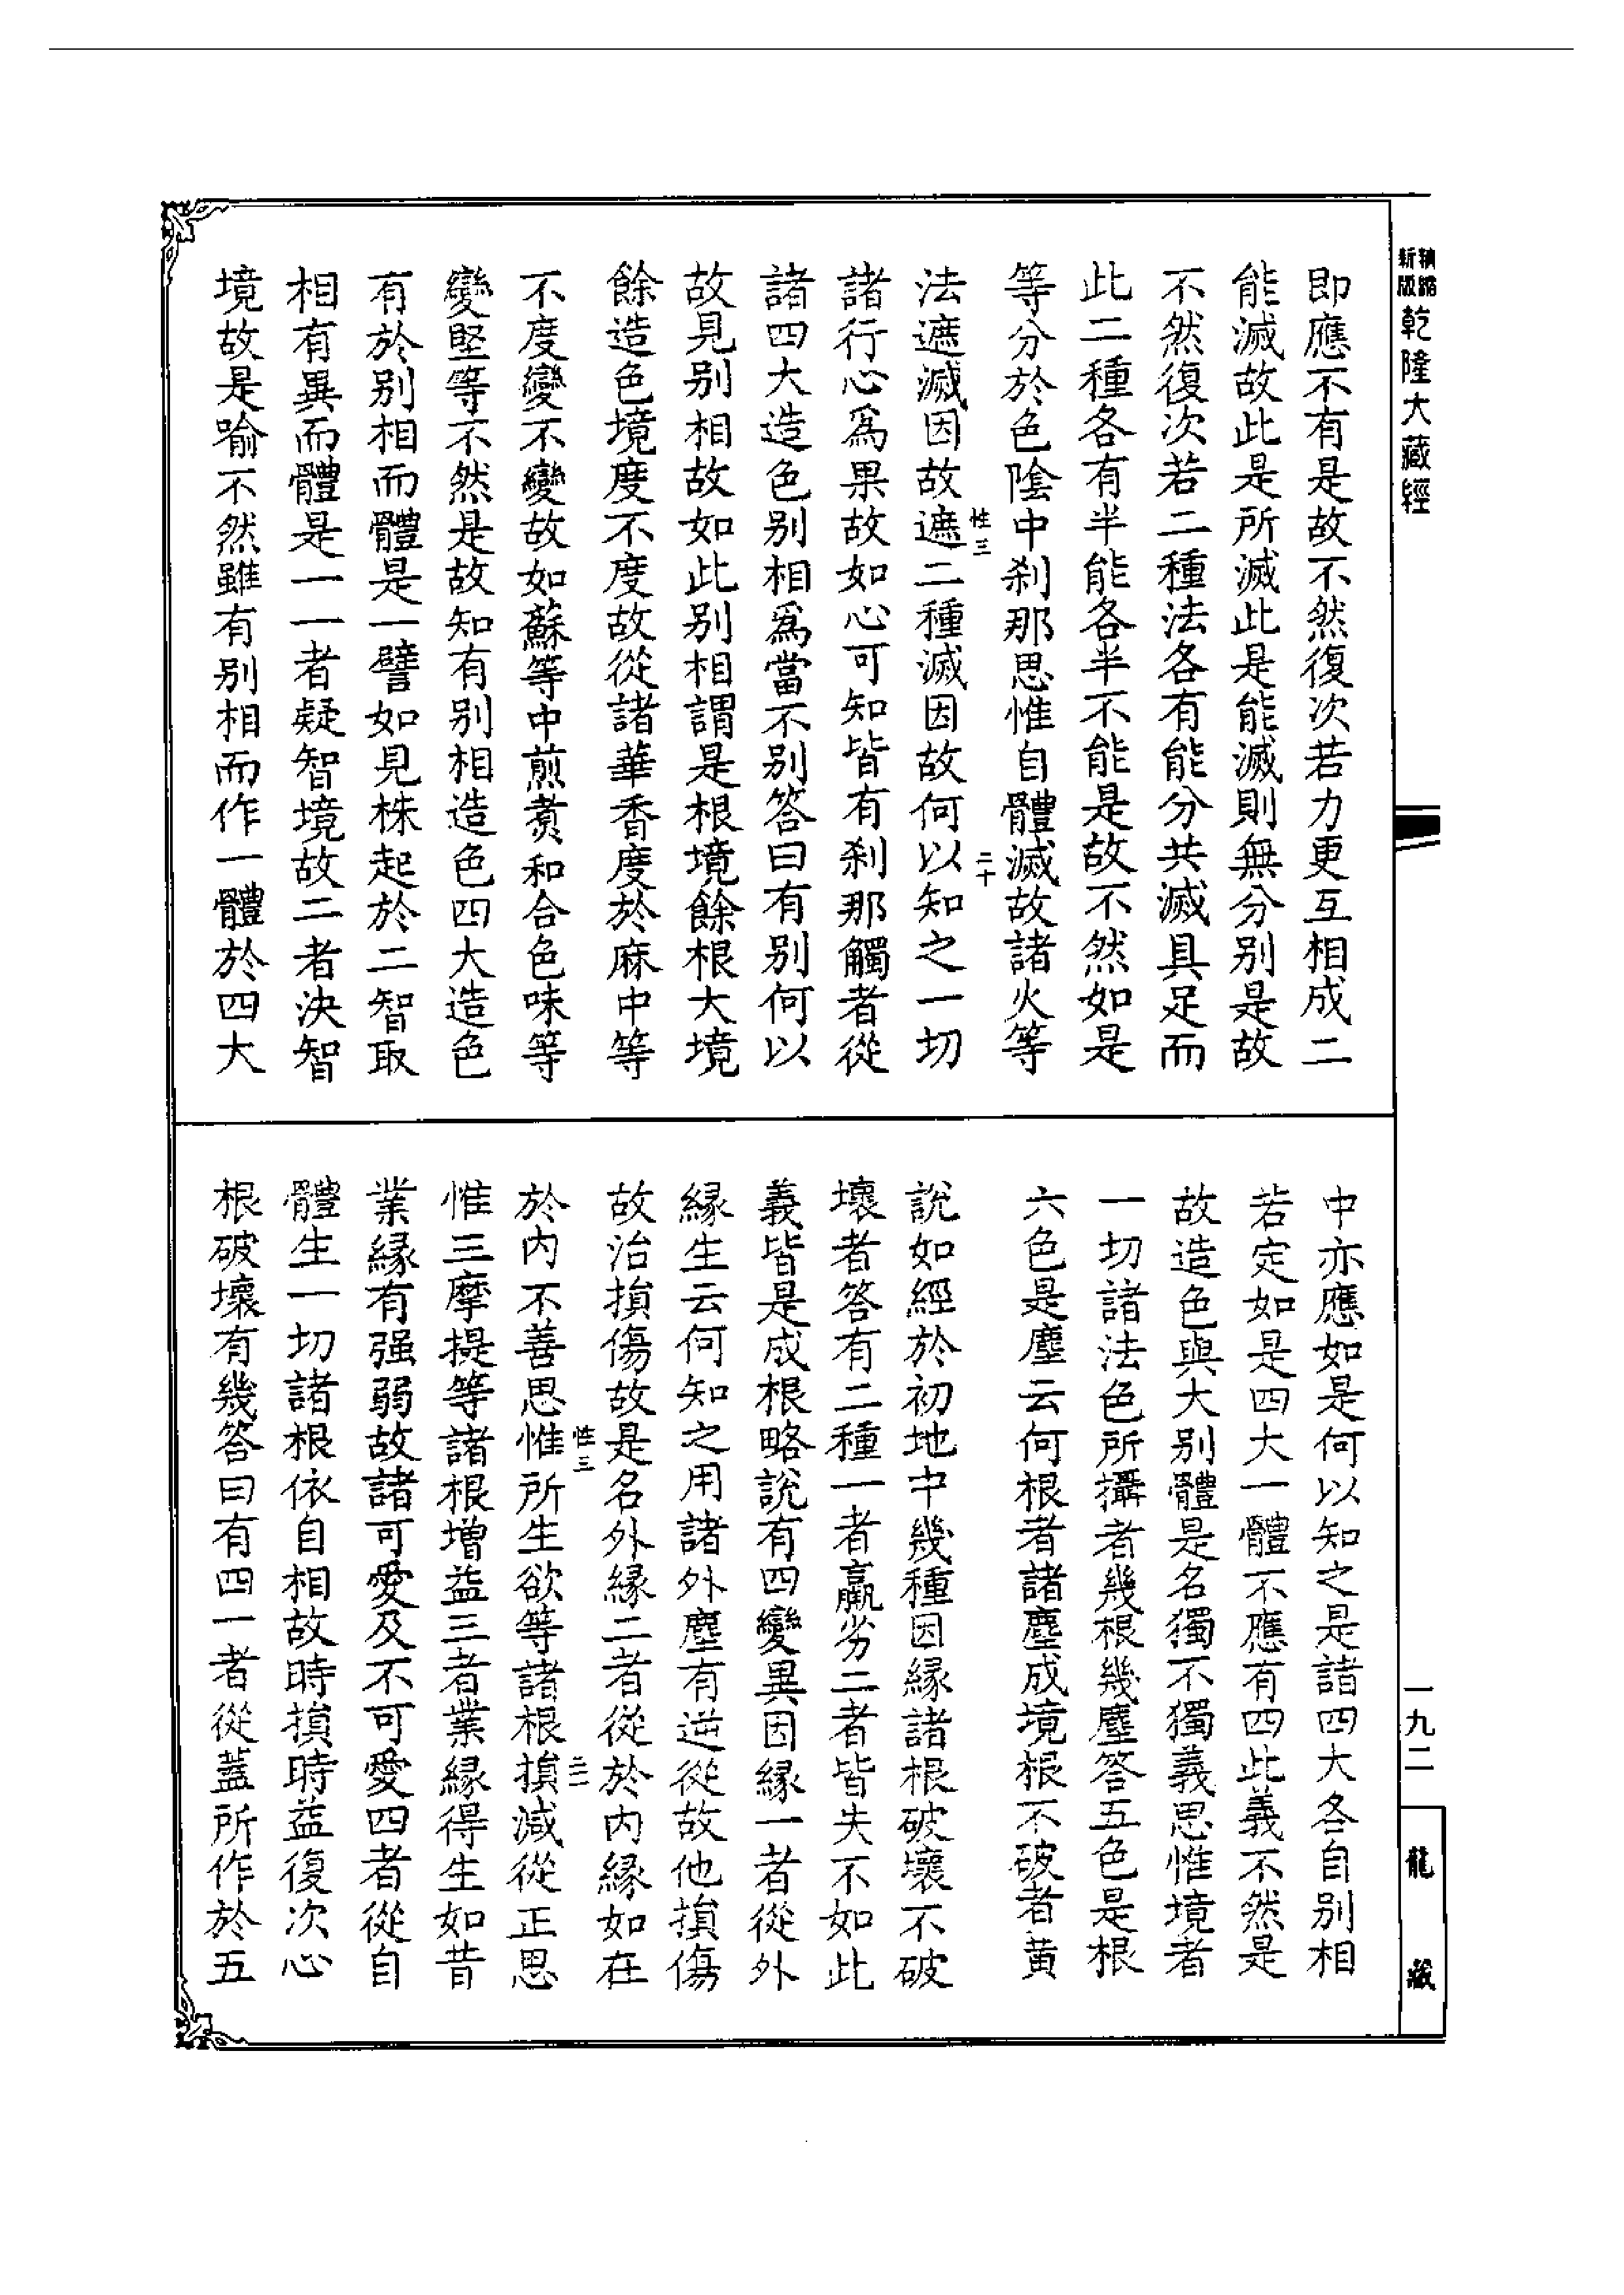 新縮
版精
乾隆大藏經
即應不有是故不然復次若力更互相成二
能滅故此是所滅此是能滅則無分别是故
不然復次若二種法各有能分共滅具足而
此二種各有半能各半不能是故不然如是
等分於色陰中刹那思惟自體滅故諸火等
性三
二十
法遮滅因故遮二種滅因故何以知之一切
諸行心爲果故如心可知皆有刹那觸者從
諸四大造色别相爲當不别答曰有别何以
故見别相故如此别相謂是根境餘根大境
餘造色境度不度故從諸華香度於麻中等
不度變不變故如蘇等中煎煑和合色味等
變堅等不然是故知有别相造色四大造色
有於别相而體是一譬如見株起於二智取
相有異而體是一一者疑智境故二者決智
境故是喻不然雖有别相而作一體於四大
中亦應如是何以知之是諸四大各自别相
若定如是四大一體不應有四此義不然是
故造色與大别體是名獨不獨義思惟境者
一切諸法色所攝者幾根幾塵答五色是根
六色是塵云何根者諸塵成境根不破者黄
說如經於初地中幾種因縁諸根破壞不破
壞者答有二種一者羸劣二者皆失不如此
義皆是成根略說有四變異因縁一者從外
縁生云何知之用諸外塵有逆從故他損傷
故治損傷故是名外縁二者從於内縁如在
性三
二一
於内不善思惟所生欲等諸根損減從正思
惟三摩提等諸根增益三者業縁得生如昔
業縁有强弱故諸可愛及不可愛四者從自
體生一切諸根依自相故時損時益復次心
根破壞有幾答曰有四一者從蓋所作於五
一九二
龍藏